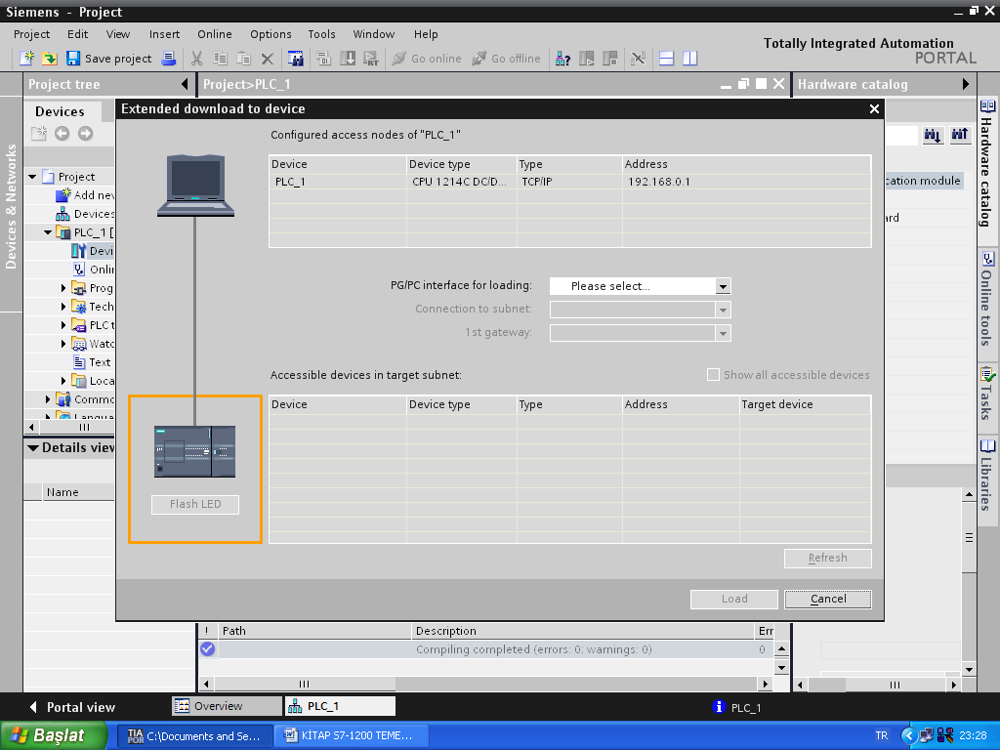 Siemens - Project
Project Edit View Insert Online Options Tools Window Help
Totally Integrated Automation
PORTAL
Save project Go online Go offline
Project tree
Project>PLC_1
Hardware catalog
Devices
Devices & Networks
Project
Add nev
Devices
PLC_1 [
Devi
Onlir
Prog
Tech
PLC t
Watc
Text
Loca
Commc
Langua
Details view
Name
Extended download to device
Configured access nodes of "PLC_1"
Device Device type Type Address
PLC_1 CPU 1214C DC/D... TCP/IP 192.168.0.1
PG/PC interface for loading: Please select...
Connection to subnet:
1st gateway:
Accessible devices in target subnet: Show all accessible devices
Device Device type Type Address Target device
Flash LED
Refresh
Load Cancel
cation module
ard
Hardware catalog
Online tools
Tasks
Libraries
! Path Description Err
Compiling completed (errors: 0; warnings: 0) 0
Portal view Overview PLC_1 PLC_1
Başlat TIA POR C:\Documents and Se... KİTAP S7-1200 TEME... TR 23:28